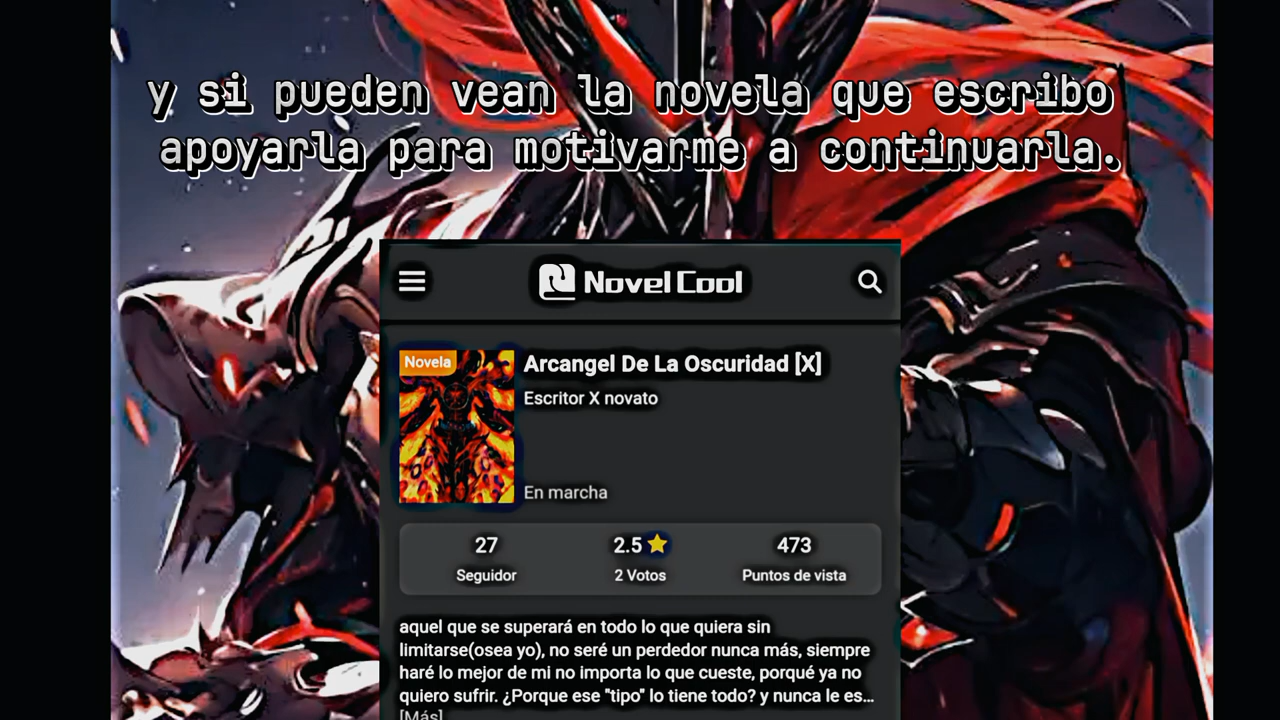 y si pueden vean la novela que escribo
apoyarla para motivarme a continuarla.
Novel Cool
Novela
Arcangel De La Oscuridad [X]
Escritor X novato
En marcha
27
2.5
473
Seguidor
2 Votos
Puntos de vista
aquel que se superará en todo lo que quiera sin
limitarse(osea yo), no seré un perdedor nunca más, siempre
haré lo mejor de mi no importa lo que cueste, porqué ya no
quiero sufrir. ¿Porque ese "tipo" lo tiene todo? y nunca le es...
[Más]